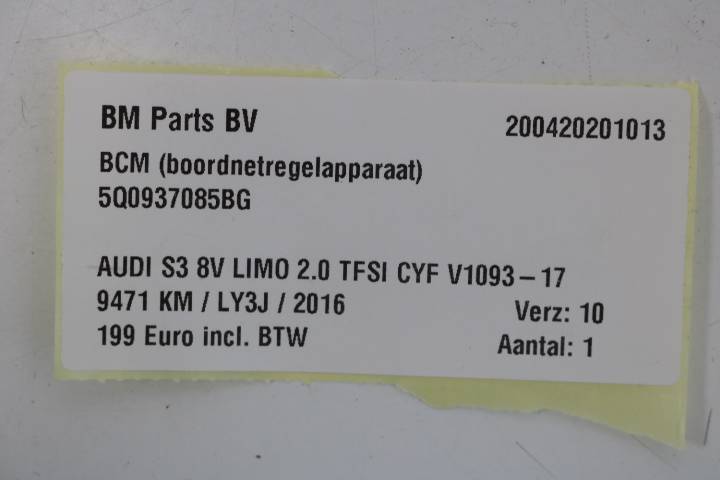 BM Parts BV 200420201013
BCM (boordnetregelapparaat)
5Q0937085BG
AUDI S3 8V LIMO 2.0 TFSI CYF V1093-17
9471 KM / LY3J / 2016 Verz: 10
199 Euro incl. BTW Aantal: 1